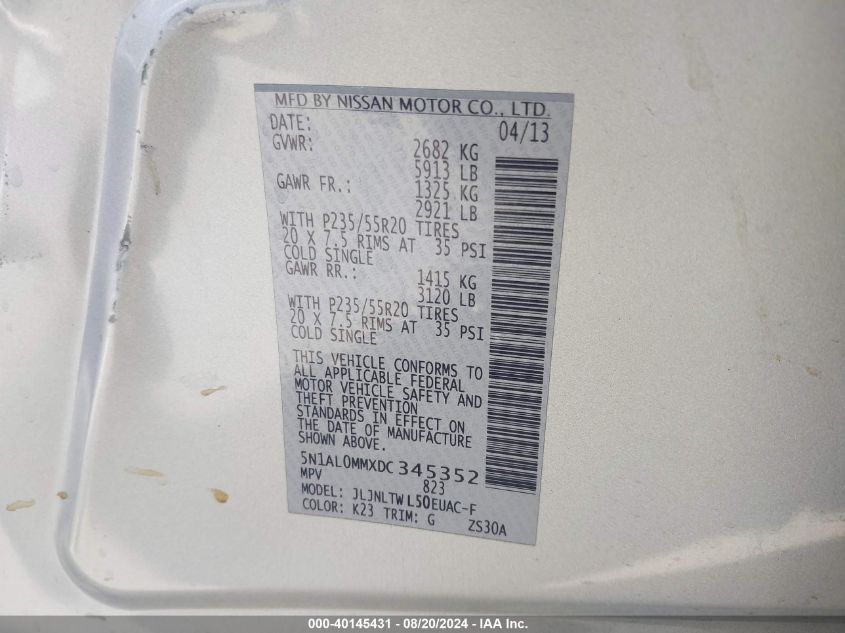 MFD BY NISSAN MOTOR CO., LTD.
DATE: 04/13
GVWR: 2682 KG
5913 LB
GAWR FR.: 1325 KG
2921 LB
WITH P235/55R20 TIRES
20 X 7.5 RIMS AT 35 PSI
COLD SINGLE
GAWR RR.: 1415 KG
3120 LB
WITH P235/55R20 TIRES
20 X 7.5 RIMS AT 35 PSI
COLD SINGLE
THIS VEHICLE CONFORMS TO
ALL APPLICABLE FEDERAL
MOTOR VEHICLE SAFETY AND
THEFT PREVENTION
STANDARDS IN EFFECT ON
THE DATE OF MANUFACTURE
SHOWN ABOVE.
5N1AL0MMXDC345352
MPV 823
MODEL: JLJNLTWL50EUAC-F
COLOR: K23 TRIM: G ZS30A
000-40145431 - 08/20/2024 - IAA Inc.